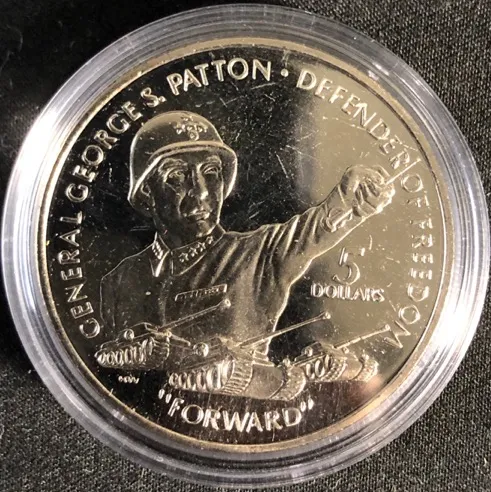 GENERAL GEORGE S. PATTON · DEFENDER OF FREEDOM
5
DOLLARS
"FORWARD"